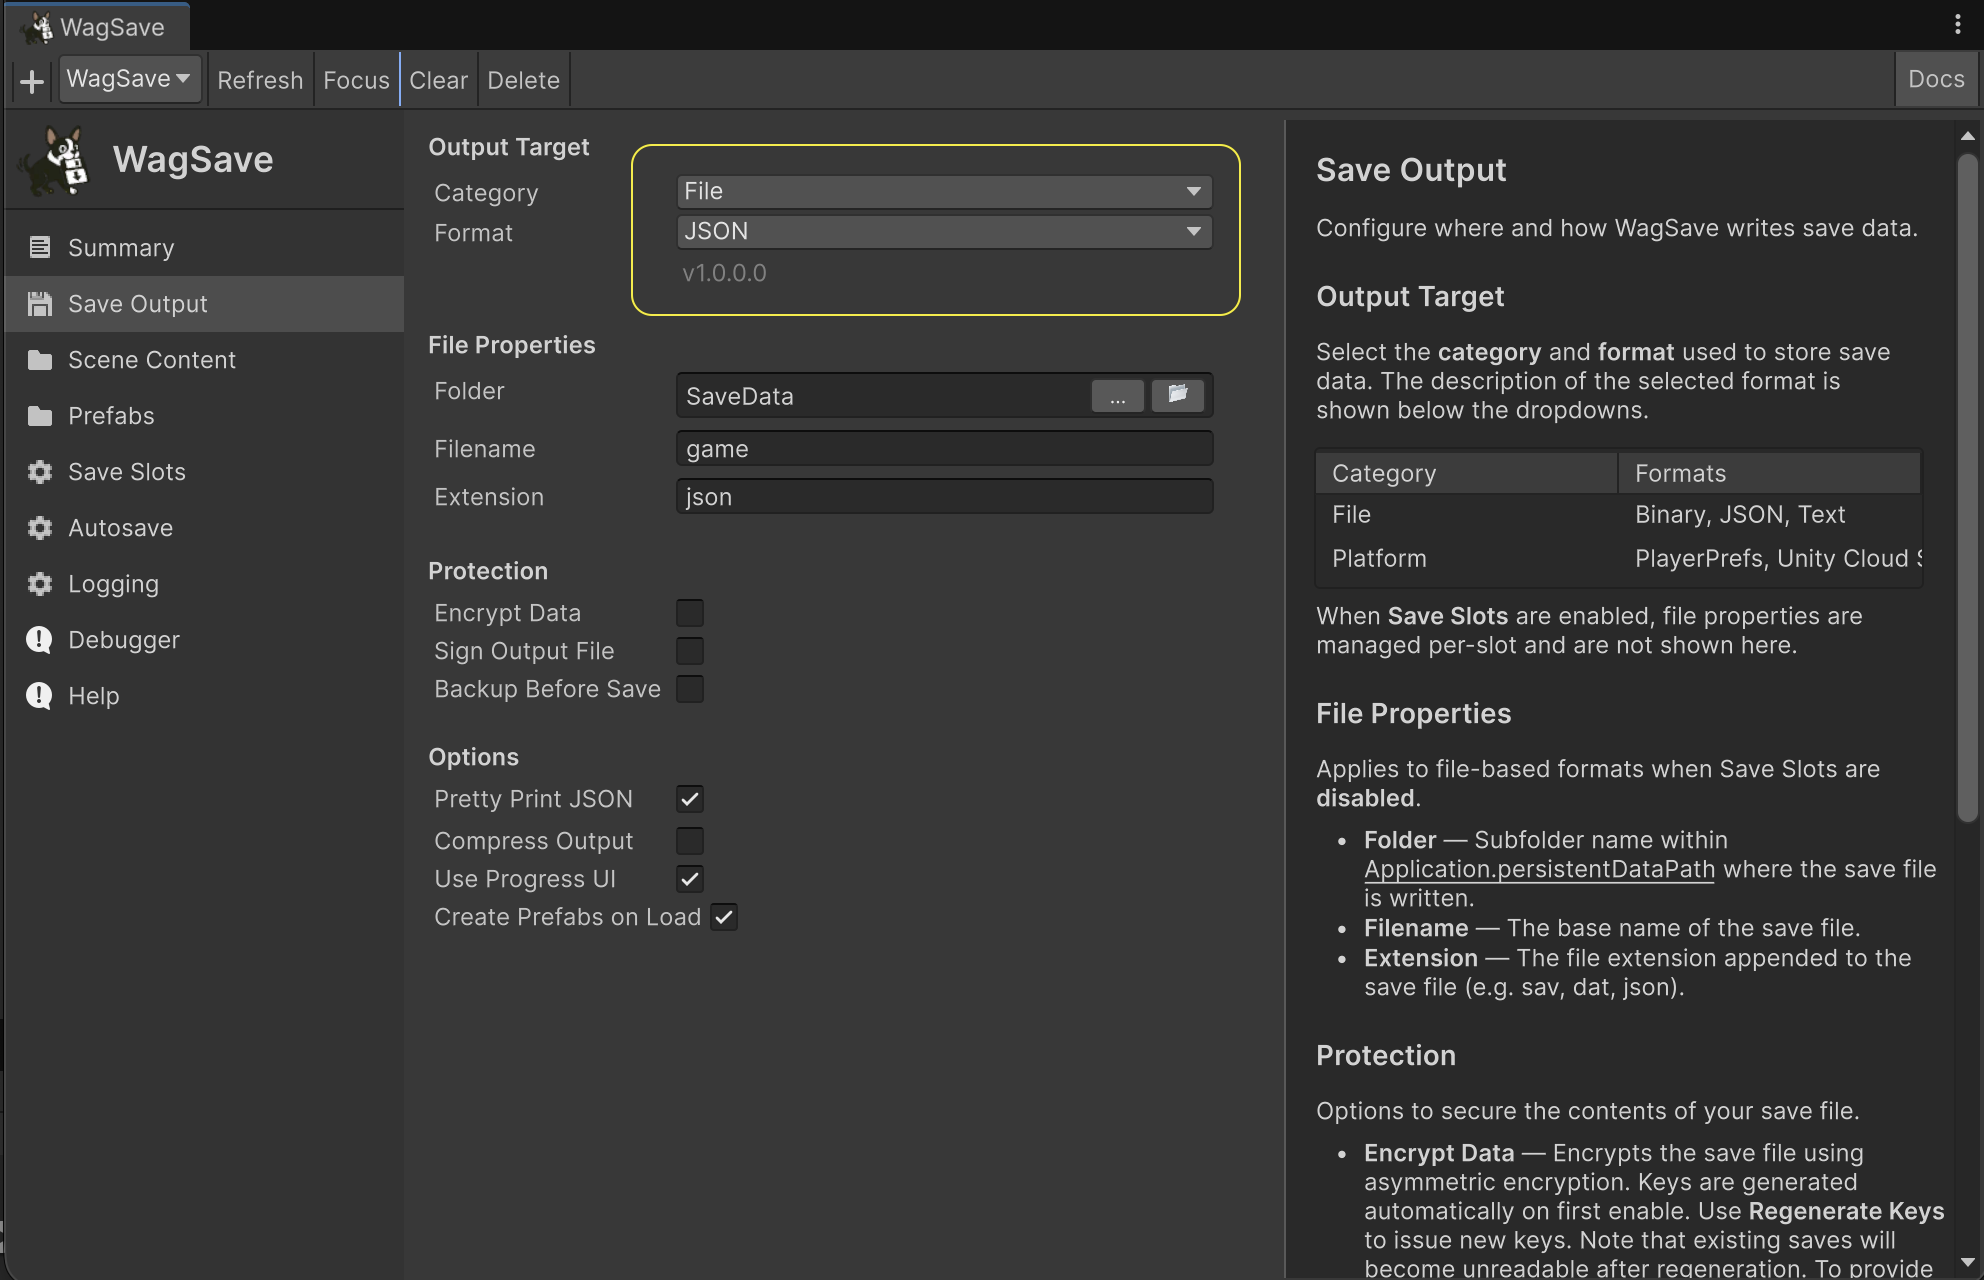 WagSave
WagSave
Refresh
Focus
Clear
Delete
Docs
WagSave
Summary
Save Output
Scene Content
Prefabs
Save Slots
Autosave
Logging
Debugger
Help
Output Target
Category
File
Format
JSON
v1.0.0.0
File Properties
Folder
SaveData
...
Filename
game
Extension
json
Protection
Encrypt Data
Sign Output File
Backup Before Save
Options
Pretty Print JSON
Compress Output
Use Progress UI
Create Prefabs on Load
Save Output
Configure where and how WagSave writes save data.
Output Target
Select the category and format used to store save
data. The description of the selected format is
shown below the dropdowns.
Category Formats
File Binary, JSON, Text
Platform PlayerPrefs, Unity Cloud
When Save Slots are enabled, file properties are
managed per-slot and are not shown here.
File Properties
Applies to file-based formats when Save Slots are
disabled.
• Folder — Subfolder name within
Application.persistentDataPath where the save file
is written.
• Filename — The base name of the save file.
• Extension — The file extension appended to the
save file (e.g. sav, dat, json).
Protection
Options to secure the contents of your save file.
• Encrypt Data — Encrypts the save file using
asymmetric encryption. Keys are generated
automatically on first enable. Use Regenerate Keys
to issue new keys. Note that existing saves will
become unreadable after regeneration. To provide